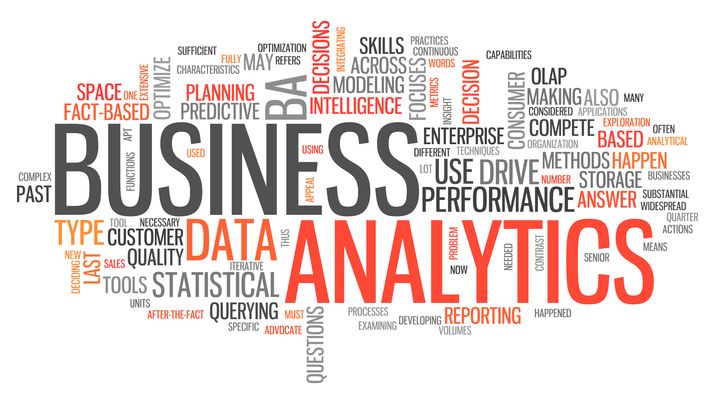 SUFFICIENT
OPTIMIZATION
FULLY
MAY
REFERS
CHARACTERISTICS
DECISIONS
INTEGRATING
SKILLS
PRACTICES
CONTINUOUS
WORDS
ACROSS
FOCUSES
METRICS
INSIGHT
DECISION
CAPABILITIES
SPACE
ONE
EXTENSIVE
OPTIMIZE
PLANNING
BA
MODELING
CONSUMER
OLAP
MAKING
ALSO
MANY
FACT-BASED
PREDICTIVE
INTELLIGENCE
CONSIDERED
APPLICATIONS
BUSINESS
APT
FUNCTIONS
USED
USING
APPEAL
ENTERPRISE
COMPETE
EXPLORATION
BASED
OFTEN
ANALYTICAL
DIFFERENT
TECHNIQUES
ORGANIZATION
LOT
USE
DRIVE
METHODS
HAPPEN
COMPLEX
PAST
NUMBER
STORAGE
BUSINESSES
PERFORMANCE
ANSWER
SUBSTANTIAL
WIDESPREAD
TYPE
TOOL
NECESSARY
CUSTOMER
DATA
THUS
ANALYTICS
PROBLEM
NOW
NEEDED
CONTRAST
SENIOR
QUARTER
ACTIONS
MEANS
NEW
DECIDING
LAST
SALES
QUALITY
ITERATIVE
TOOLS
STATISTICAL
UNITS
AFTER-THE-FACT
QUERYING
SPECIFIC
MUST
ADVOCATE
QUESTIONS
PROCESSES
EXAMINING
DEVELOPING
REPORTING
HAPPENED
VOLUMES